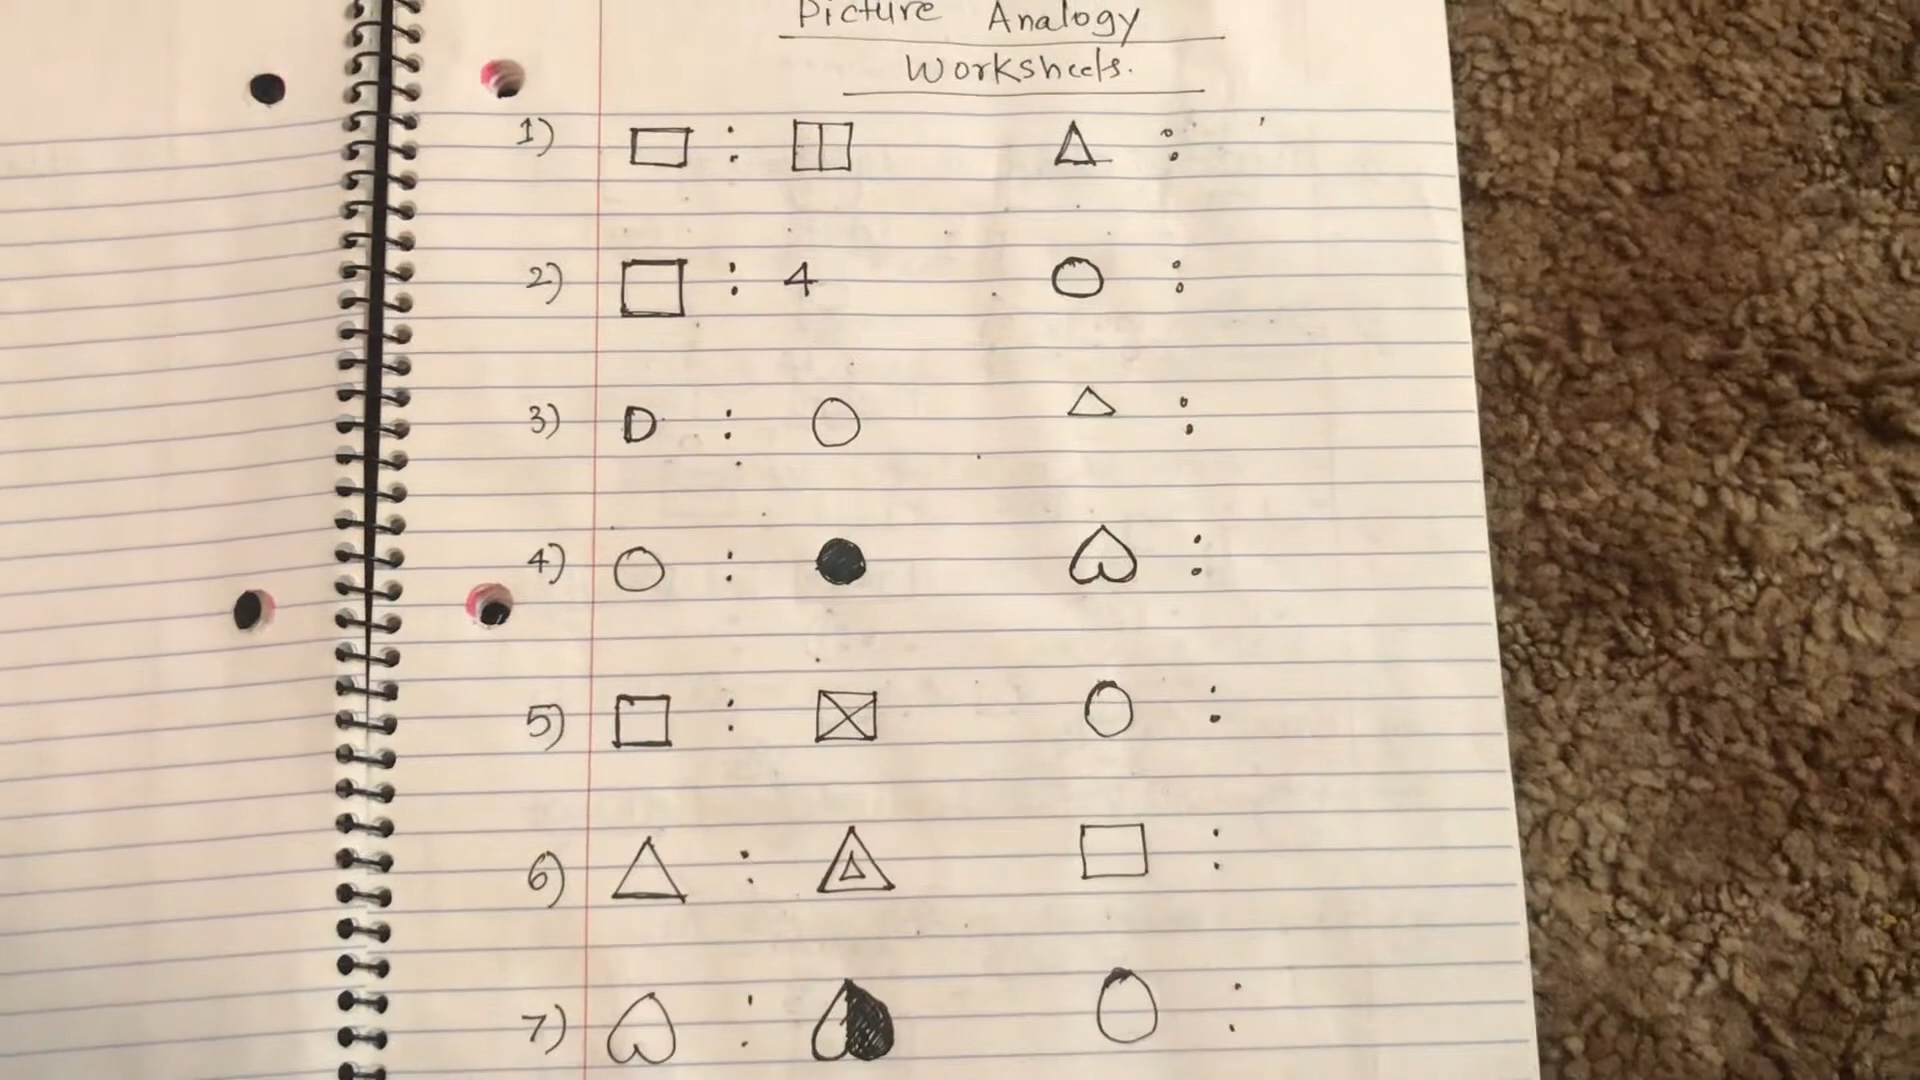 Picture Analogy
Worksheets.
1) : :
2) : 4 :
3) : :
4) : :
5) : :
6) : :
7) : :